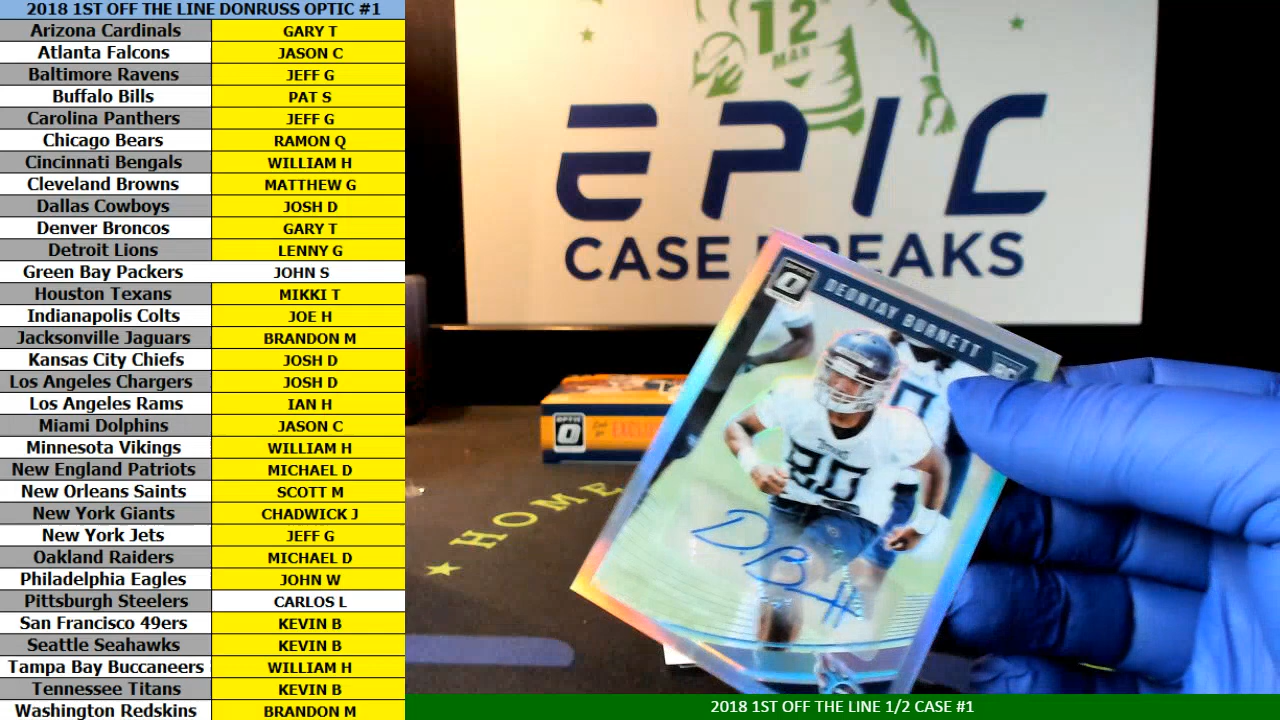 2018 1ST OFF THE LINE DONRUSS OPTIC #1
Arizona Cardinals GARY T
Atlanta Falcons JASON C
Baltimore Ravens JEFF G
Buffalo Bills PAT S
Carolina Panthers JEFF G
Chicago Bears RAMON Q
Cincinnati Bengals WILLIAM H
Cleveland Browns MATTHEW G
Dallas Cowboys JOSH D
Denver Broncos GARY T
Detroit Lions LENNY G
Green Bay Packers JOHN S
Houston Texans MIKKI T
Indianapolis Colts JOE H
Jacksonville Jaguars BRANDON M
Kansas City Chiefs JOSH D
Los Angeles Chargers JOSH D
Los Angeles Rams IAN H
Miami Dolphins JASON C
Minnesota Vikings WILLIAM H
New England Patriots MICHAEL D
New Orleans Saints SCOTT M
New York Giants CHADWICK J
New York Jets JEFF G
Oakland Raiders MICHAEL D
Philadelphia Eagles JOHN W
Pittsburgh Steelers CARLOS L
San Francisco 49ers KEVIN B
Seattle Seahawks KEVIN B
Tampa Bay Buccaneers WILLIAM H
Tennessee Titans KEVIN B
Washington Redskins BRANDON M
12
MAN
EPIC
CASE BREAKS
OPTIC
DEONTAY BURNETT
RC
TITANS
80
OPTIC
HOME
2018 1ST OFF THE LINE 1/2 CASE #1